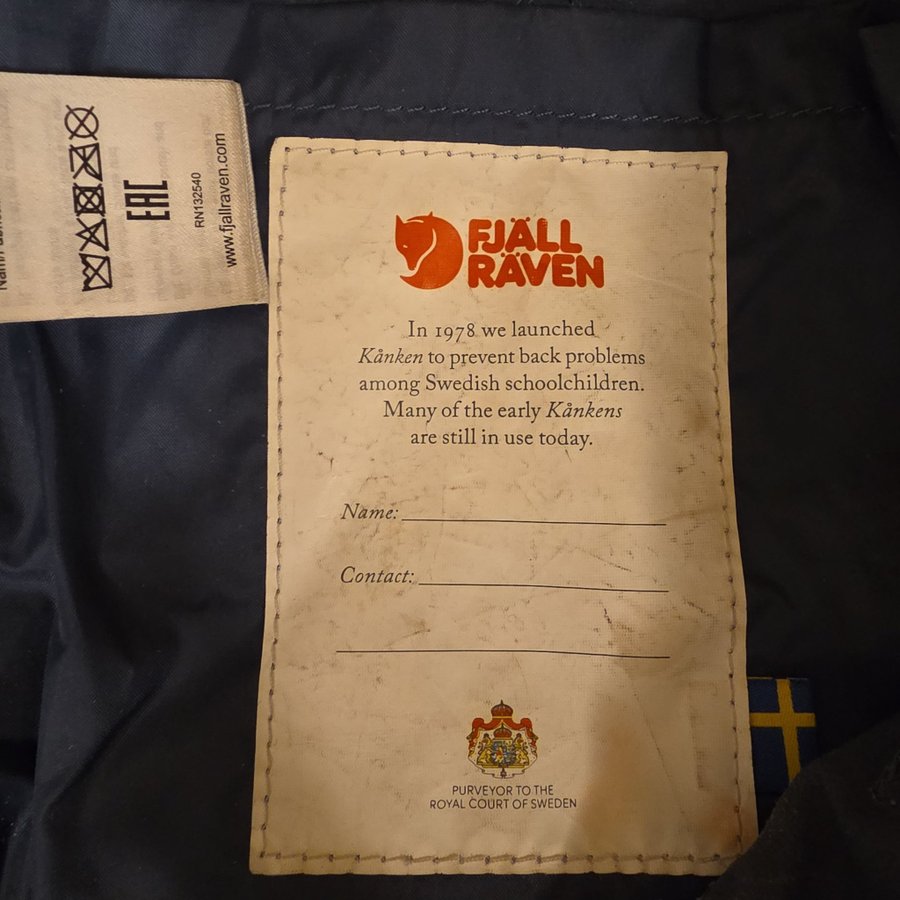 FJÄLL
RÄVEN
In 1978 we launched
Kånken to prevent back problems
among Swedish schoolchildren.
Many of the early Kånkens
are still in use today.
Name:
Contact:
PURVEYOR TO THE
ROYAL COURT OF SWEDEN
EAC
RN132540
www.fjallraven.com